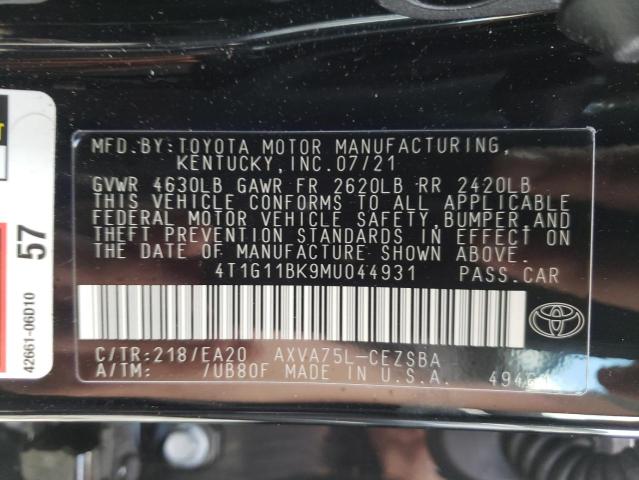 MFD.BY:TOYOTA MOTOR MANUFACTURING,
KENTUCKY,INC.07/21
GVWR 4630LB GAWR FR 2620LB RR 2420LB
THIS VEHICLE CONFORMS TO ALL APPLICABLE
FEDERAL MOTOR VEHICLE SAFETY, BUMPER,AND
THEFT PREVENTION STANDARDS IN EFFECT ON
THE DATE OF MANUFACTURE SHOWN ABOVE.
4T1G11BK9MU044931 PASS.CAR
C/TR:218/EA20 AXVA75L-CEZSBA
A/TM: /UB80F MADE IN U.S.A.
57
42661-06D10